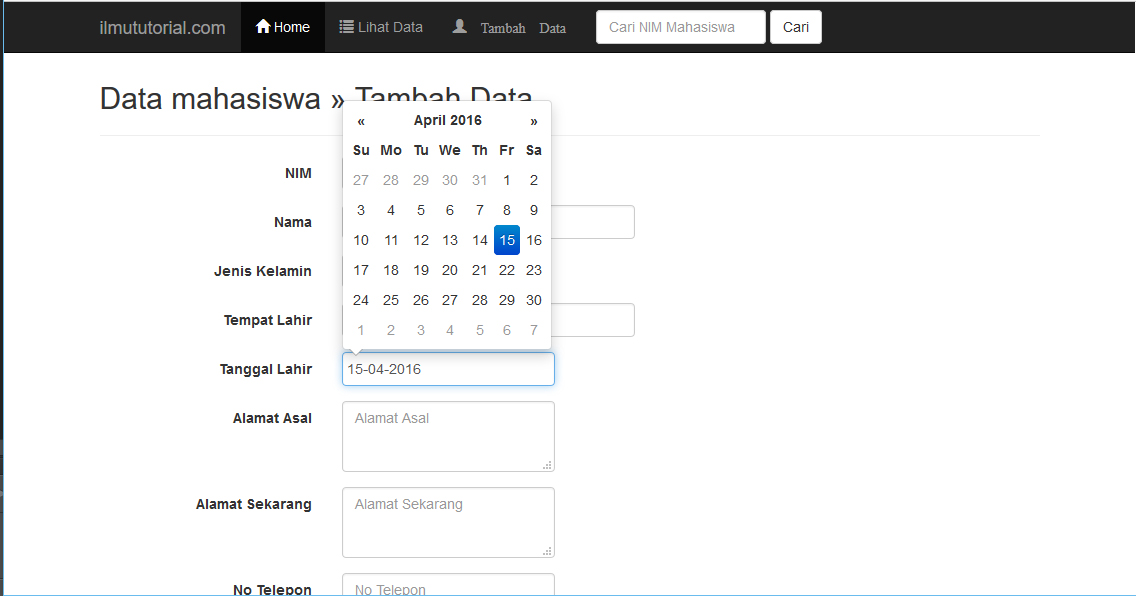 ilmututorial.com Home Lihat Data Tambah Data Cari NIM Mahasiswa Cari
Data mahasiswa » Tambah Data
« April 2016 »
Su Mo Tu We Th Fr Sa
27 28 29 30 31 1 2
3 4 5 6 7 8 9
10 11 12 13 14 15 16
17 18 19 20 21 22 23
24 25 26 27 28 29 30
1 2 3 4 5 6 7
NIM
Nama
Jenis Kelamin
Tempat Lahir
Tanggal Lahir 15-04-2016
Alamat Asal Alamat Asal
Alamat Sekarang Alamat Sekarang
No Telepon No Telepon